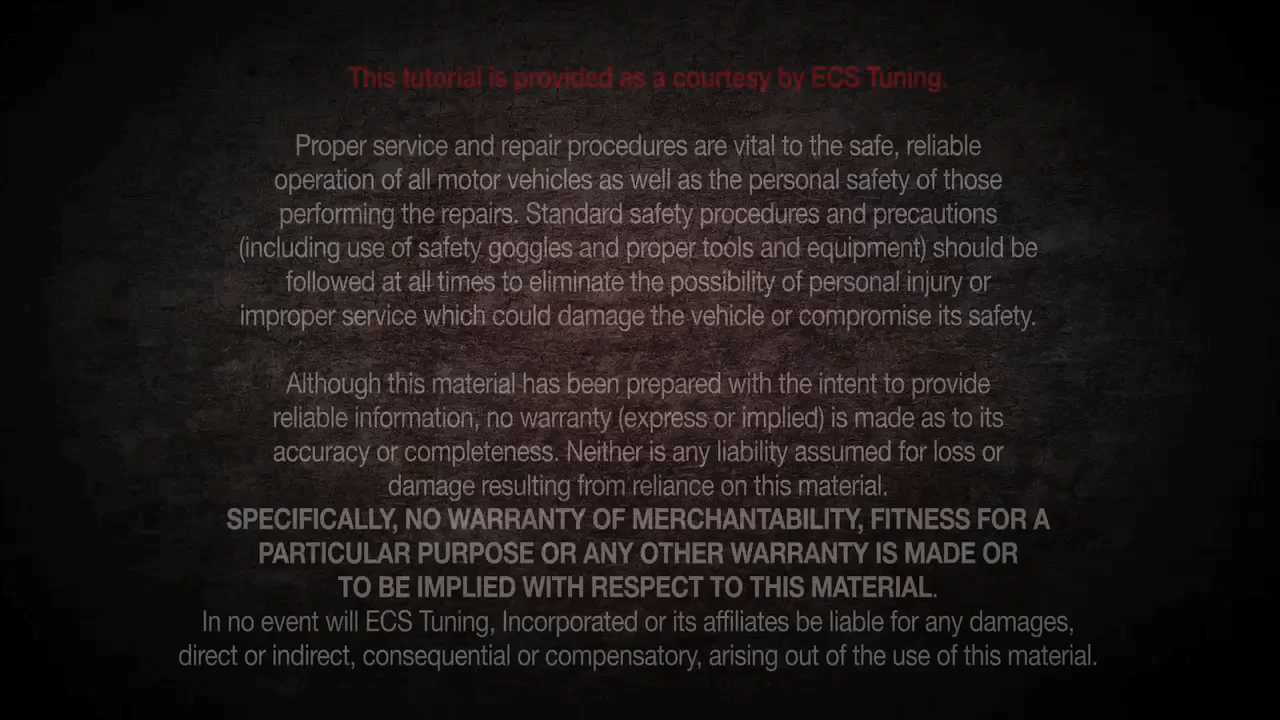 This tutorial is provided as a courtesy by ECS Tuning.
Proper service and repair procedures are vital to the safe, reliable
operation of all motor vehicles as well as the personal safety of those
performing the repairs. Standard safety procedures and precautions
(including use of safety goggles and proper tools and equipment) should be
followed at all times to eliminate the possibility of personal injury or
improper service which could damage the vehicle or compromise its safety.
Although this material has been prepared with the intent to provide
reliable information, no warranty (express or implied) is made as to its
accuracy or completeness. Neither is any liability assumed for loss or
damage resulting from reliance on this material.
SPECIFICALLY, NO WARRANTY OF MERCHANTABILITY, FITNESS FOR A
PARTICULAR PURPOSE OR ANY OTHER WARRANTY IS MADE OR
TO BE IMPLIED WITH RESPECT TO THIS MATERIAL.
In no event will ECS Tuning, Incorporated or its affiliates be liable for any damages,
direct or indirect, consequential or compensatory, arising out of the use of this material.